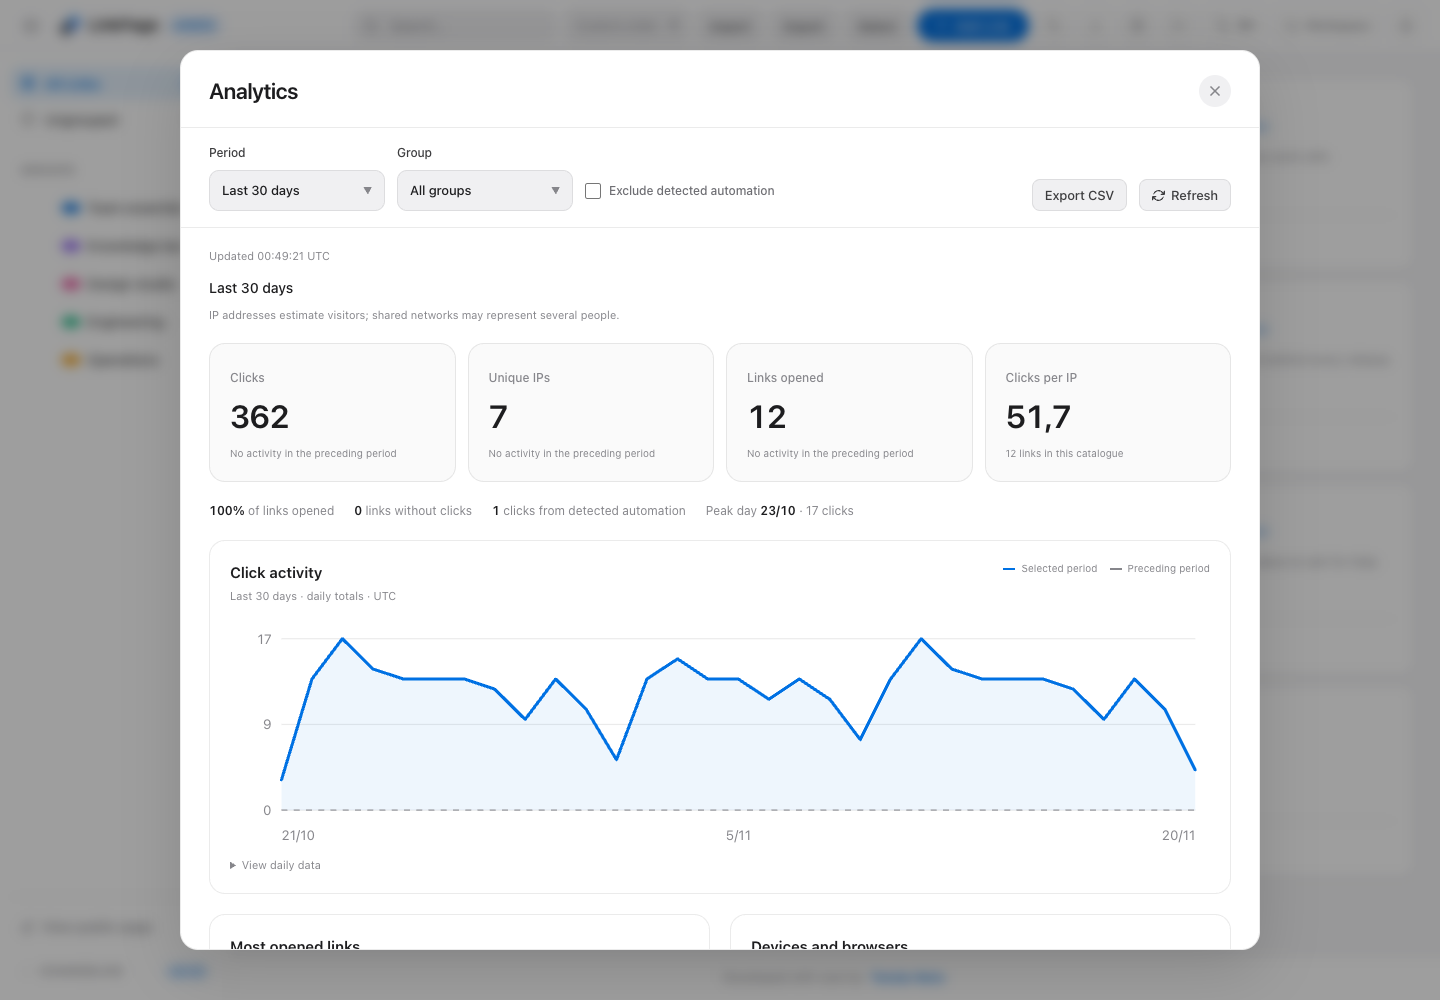 Analytics
Period
Group
Last 30 days
All groups
Exclude detected automation
Export CSV
Refresh
Updated 00:49:21 UTC
Last 30 days
IP addresses estimate visitors; shared networks may represent several people.
Clicks
362
No activity in the preceding period
Unique IPs
7
No activity in the preceding period
Links opened
12
No activity in the preceding period
Clicks per IP
51,7
12 links in this catalogue
100% of links opened
0 links without clicks
1 clicks from detected automation
Peak day 23/10 · 17 clicks
Click activity
Selected period
Preceding period
Last 30 days · daily totals · UTC
17
9
0
21/10
5/11
20/11
View daily data
Most opened links
Devices and browsers